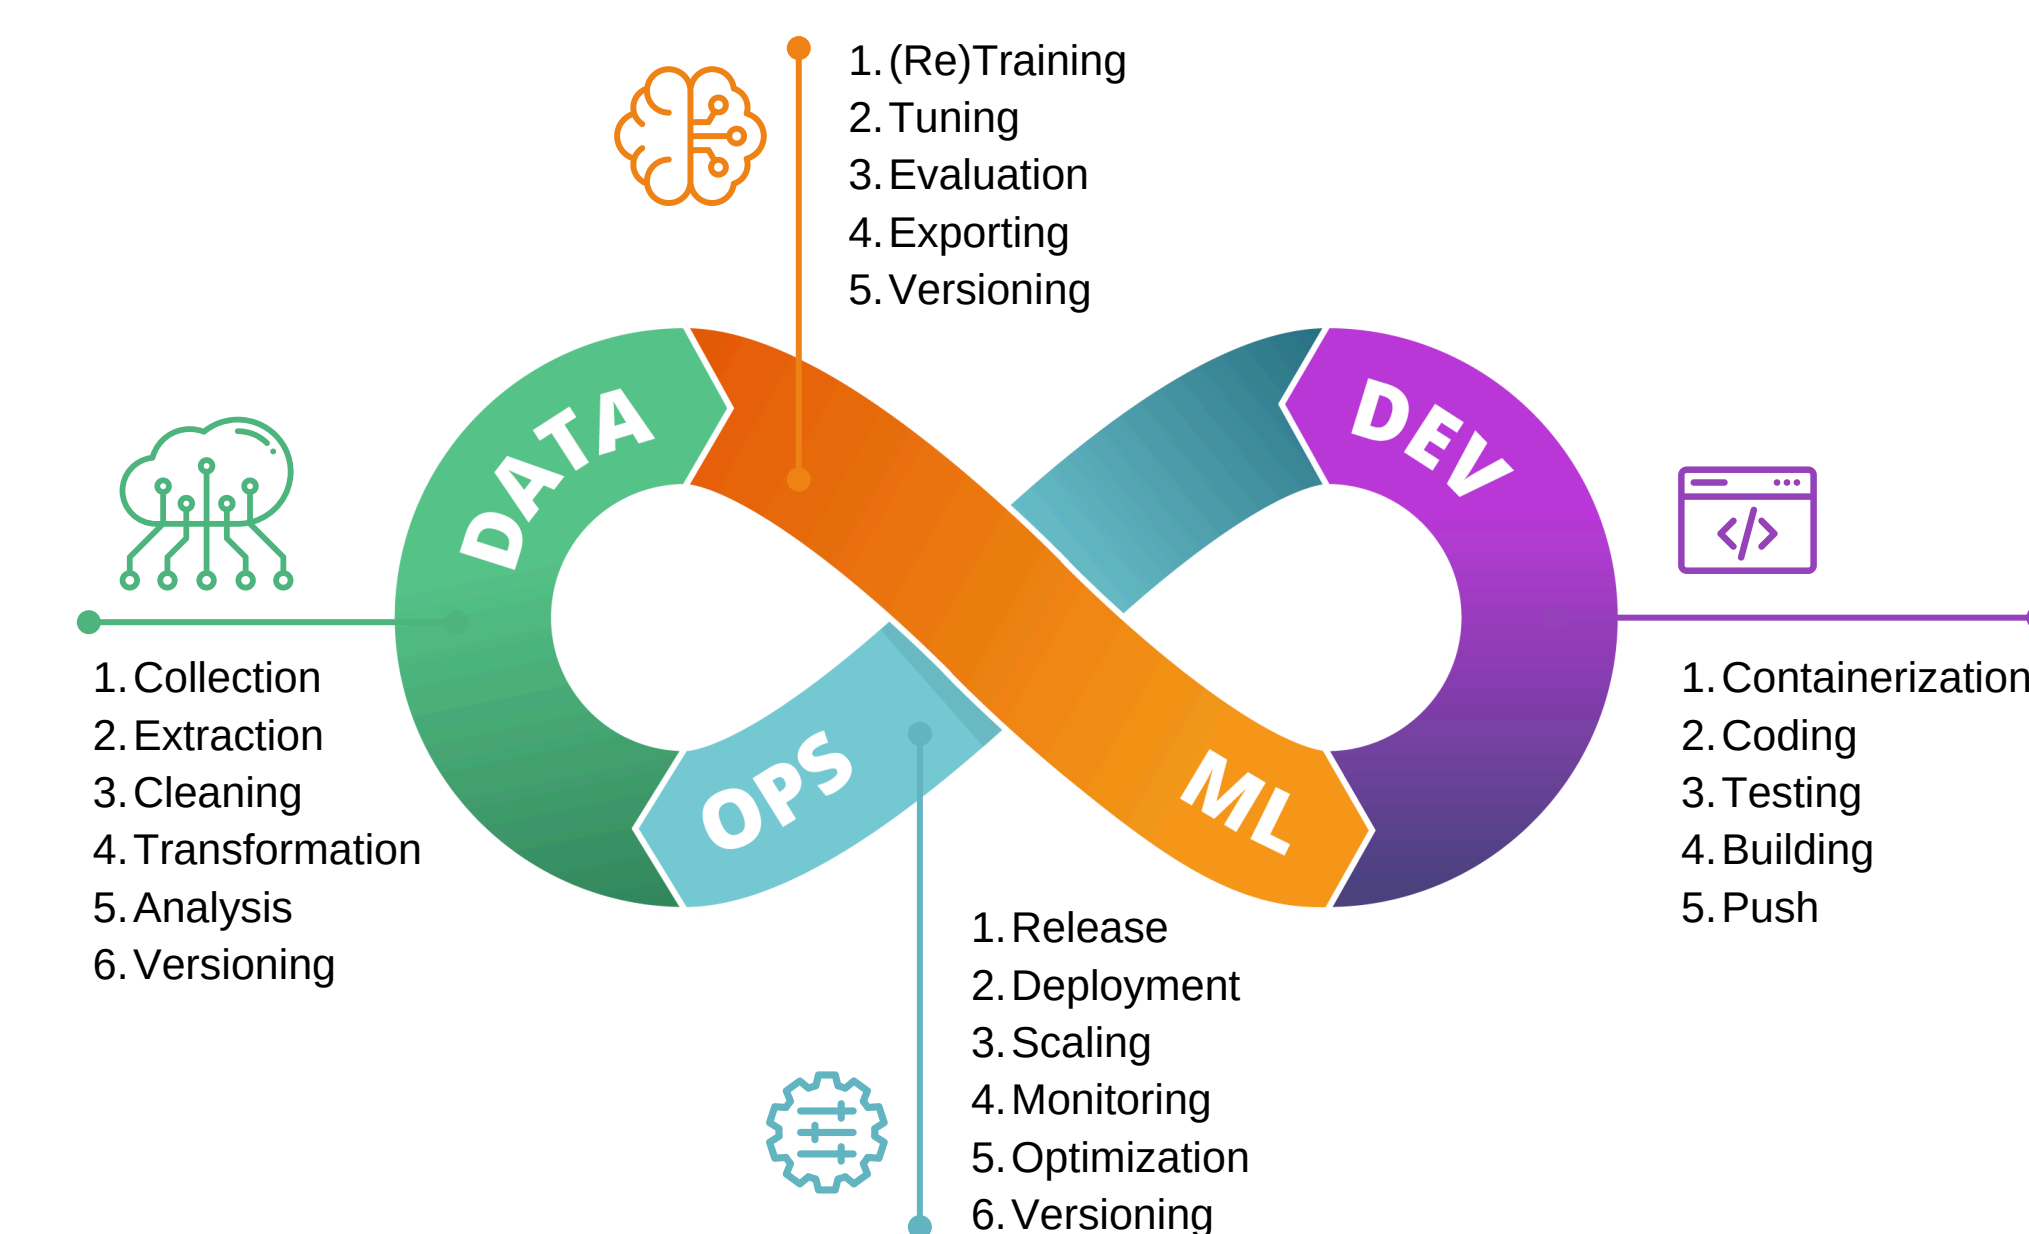 1. (Re)Training
2. Tuning
3. Evaluation
4. Exporting
5. Versioning
DATA
DEV
OPS
ML
1. Collection
2. Extraction
3. Cleaning
4. Transformation
5. Analysis
6. Versioning
1. Containerization
2. Coding
3. Testing
4. Building
5. Push
1. Release
2. Deployment
3. Scaling
4. Monitoring
5. Optimization
6. Versioning